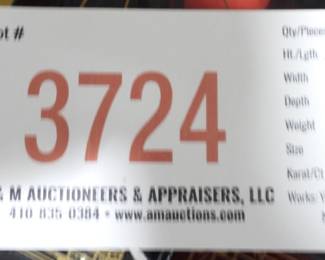 ot #
3724
& M AUCTIONEERS & APPRAISERS, LLC
410-835-0384 • www.amauctions.com
Qty/Pieces
Ht./Lgth
Width
Depth
Weight
Size
Karat/Ct
Works: